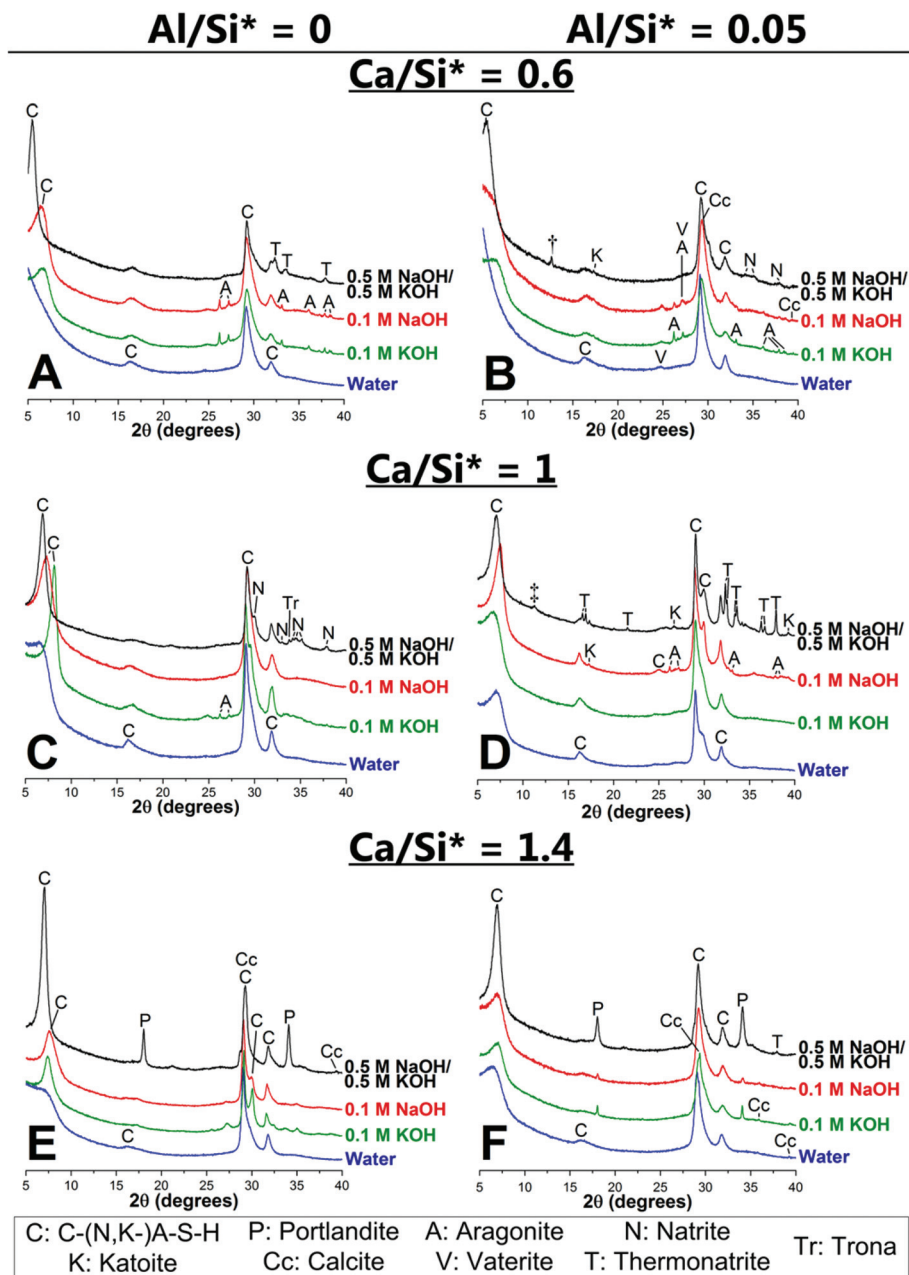 Al/Si* = 0 Al/Si* = 0.05
Ca/Si* = 0.6
C
C
C
T
T
T
A
A
A
A
C
C
0.5 M NaOH/
0.5 M KOH
0.1 M NaOH
0.1 M KOH
Water
A
5 10 15 20 25 30 35 40
2θ (degrees)
C
†
K
V
A
C
Cc
C
N
N
Cc
A
A
A
C
V
0.5 M NaOH/
0.5 M KOH
0.1 M NaOH
0.1 M KOH
Water
B
5 10 15 20 25 30 35 40
2θ (degrees)
Ca/Si* = 1
C
C
C
N
Tr
N
N
N
A
C
C
0.5 M NaOH/
0.5 M KOH
0.1 M NaOH
0.1 M KOH
Water
C
5 10 15 20 25 30 35 40
2θ (degrees)
C
‡
T
T
K
C
C
T
T
T
T
K
K
C
A
A
A
C
C
0.5 M NaOH/
0.5 M KOH
0.1 M NaOH
0.1 M KOH
Water
D
5 10 15 20 25 30 35 40
2θ (degrees)
Ca/Si* = 1.4
C
C
P
Cc
C
C
C
P
Cc
C
0.5 M NaOH/
0.5 M KOH
0.1 M NaOH
0.1 M KOH
Water
E
5 10 15 20 25 30 35 40
2θ (degrees)
C
P
C
Cc
C
P
T
Cc
C
Cc
0.5 M NaOH/
0.5 M KOH
0.1 M NaOH
0.1 M KOH
Water
F
5 10 15 20 25 30 35 40
2θ (degrees)
C: C-(N,K-)A-S-H P: Portlandite A: Aragonite N: Natrite Tr: Trona
K: Katoite Cc: Calcite V: Vaterite T: Thermonatrite